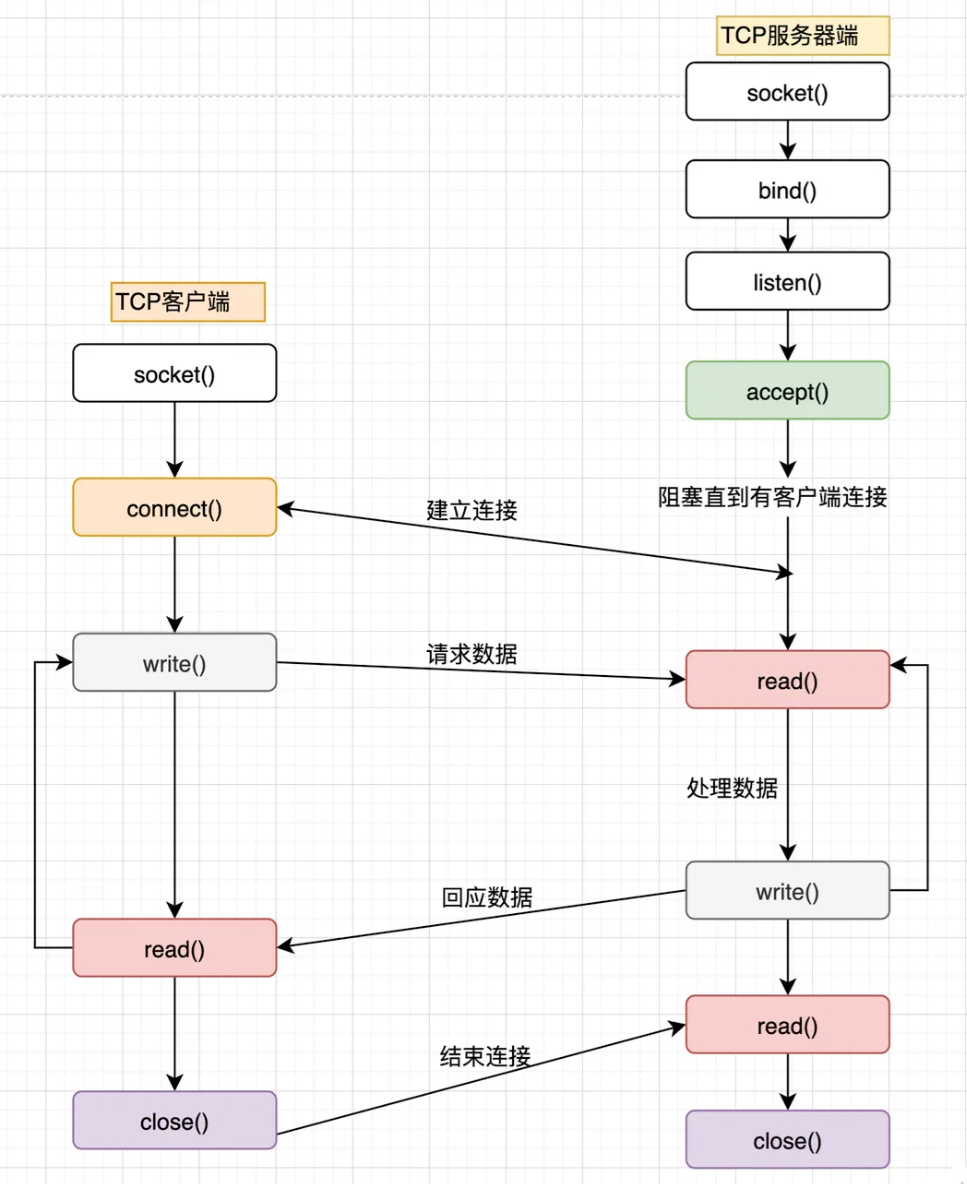 TCP服务器端
socket()
bind()
listen()
TCP客户端
socket()
accept()
阻塞直到有客户端连接
connect()
建立连接
write()
请求数据
read()
处理数据
write()
回应数据
read()
read()
结束连接
close()
close()